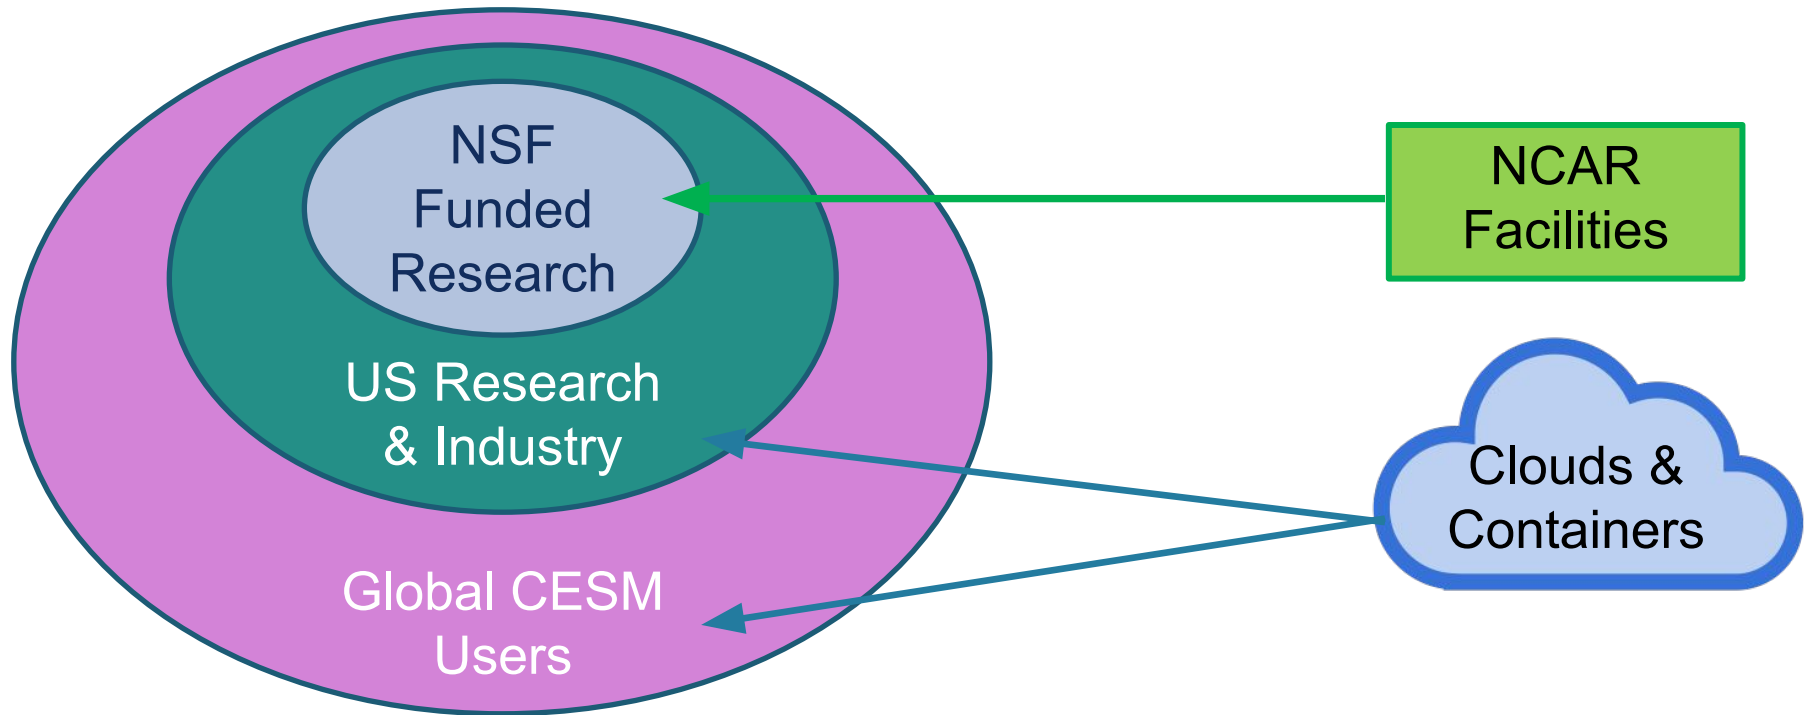 NSF
Funded
Research
US Research
& Industry
Global CESM
Users
NCAR
Facilities
Clouds &
Containers